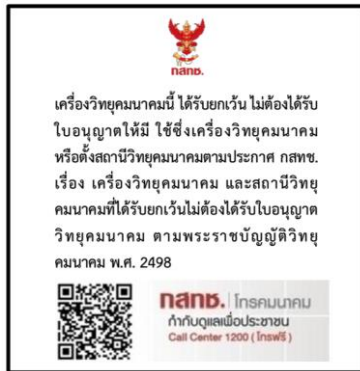 กสทช.
เครื่องวิทยุคมนาคมนี้ ได้รับยกเว้น ไม่ต้องได้รับ
ใบอนุญาตให้มี ใช้ซึ่งเครื่องวิทยุคมนาคม
หรือตั้งสถานีวิทยุคมนาคมตามประกาศ กสทช.
เรื่อง เครื่องวิทยุคมนาคม และสถานีวิทยุ
คมนาคมที่ได้รับยกเว้นไม่ต้องได้รับใบอนุญาต
วิทยุคมนาคม ตามพระราชบัญญัติวิทยุ
คมนาคม พ.ศ. 2498
กสทช. | โทรคมนาคม
กำกับดูแลเพื่อประชาชน
Call Center 1200 (โทรฟรี)